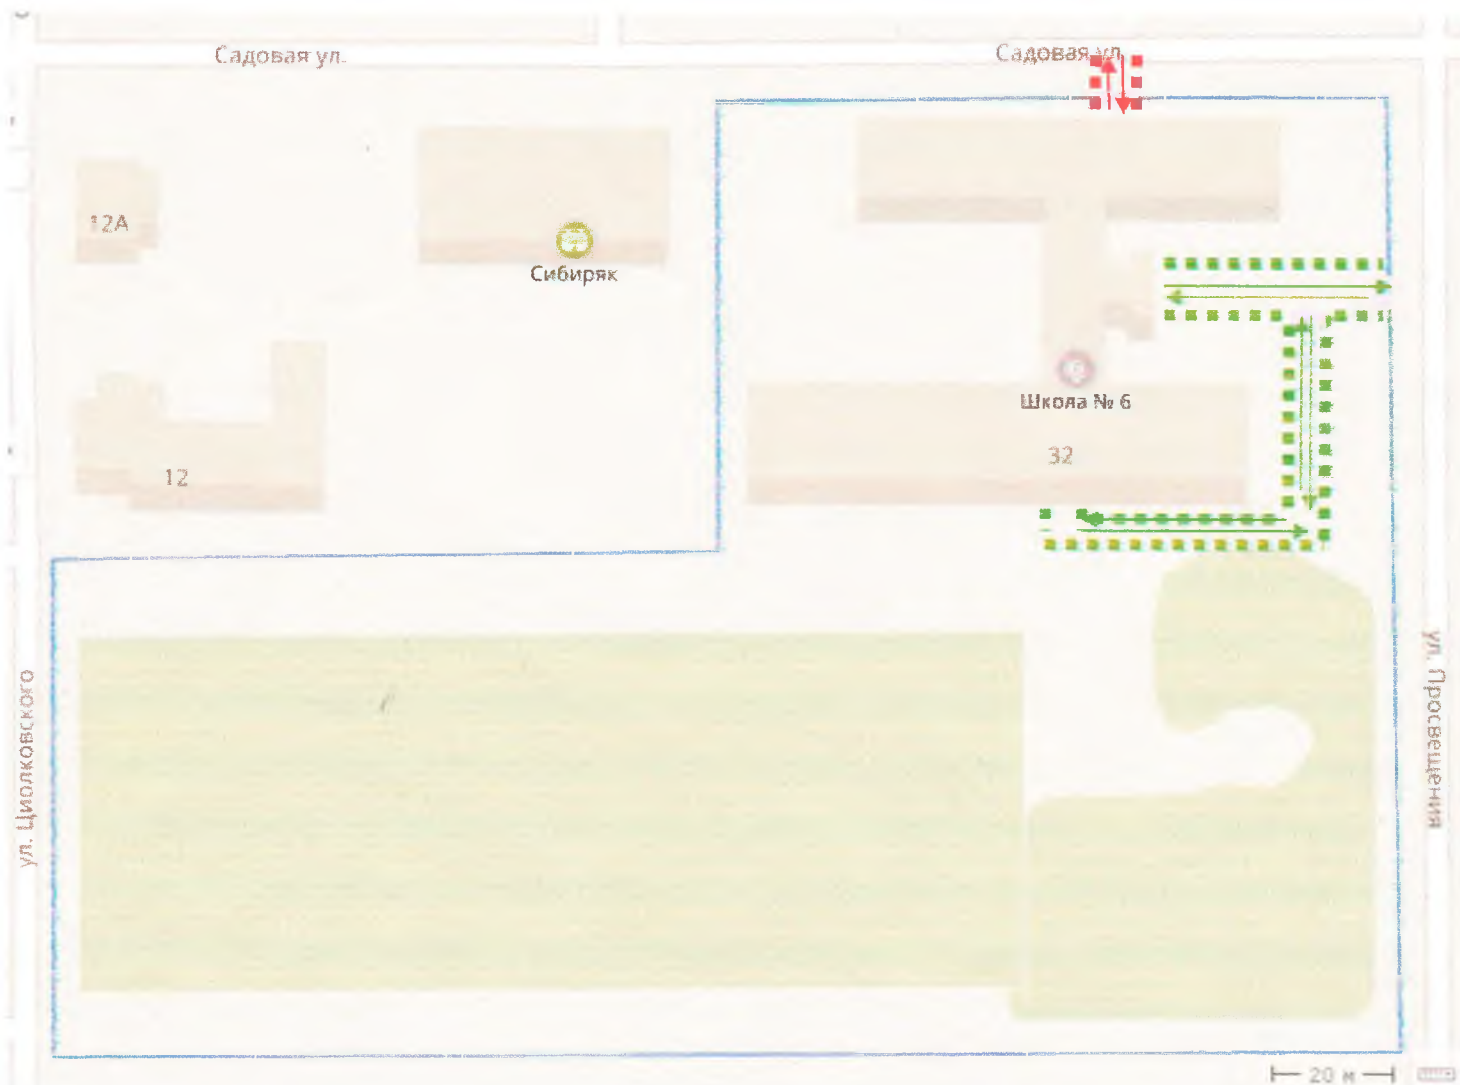 Садовая ул.
Садовая ул.
12А
Сибиряк
Школа № 6
32
12
ул. Циолковского
ул. Просвещения
20 м